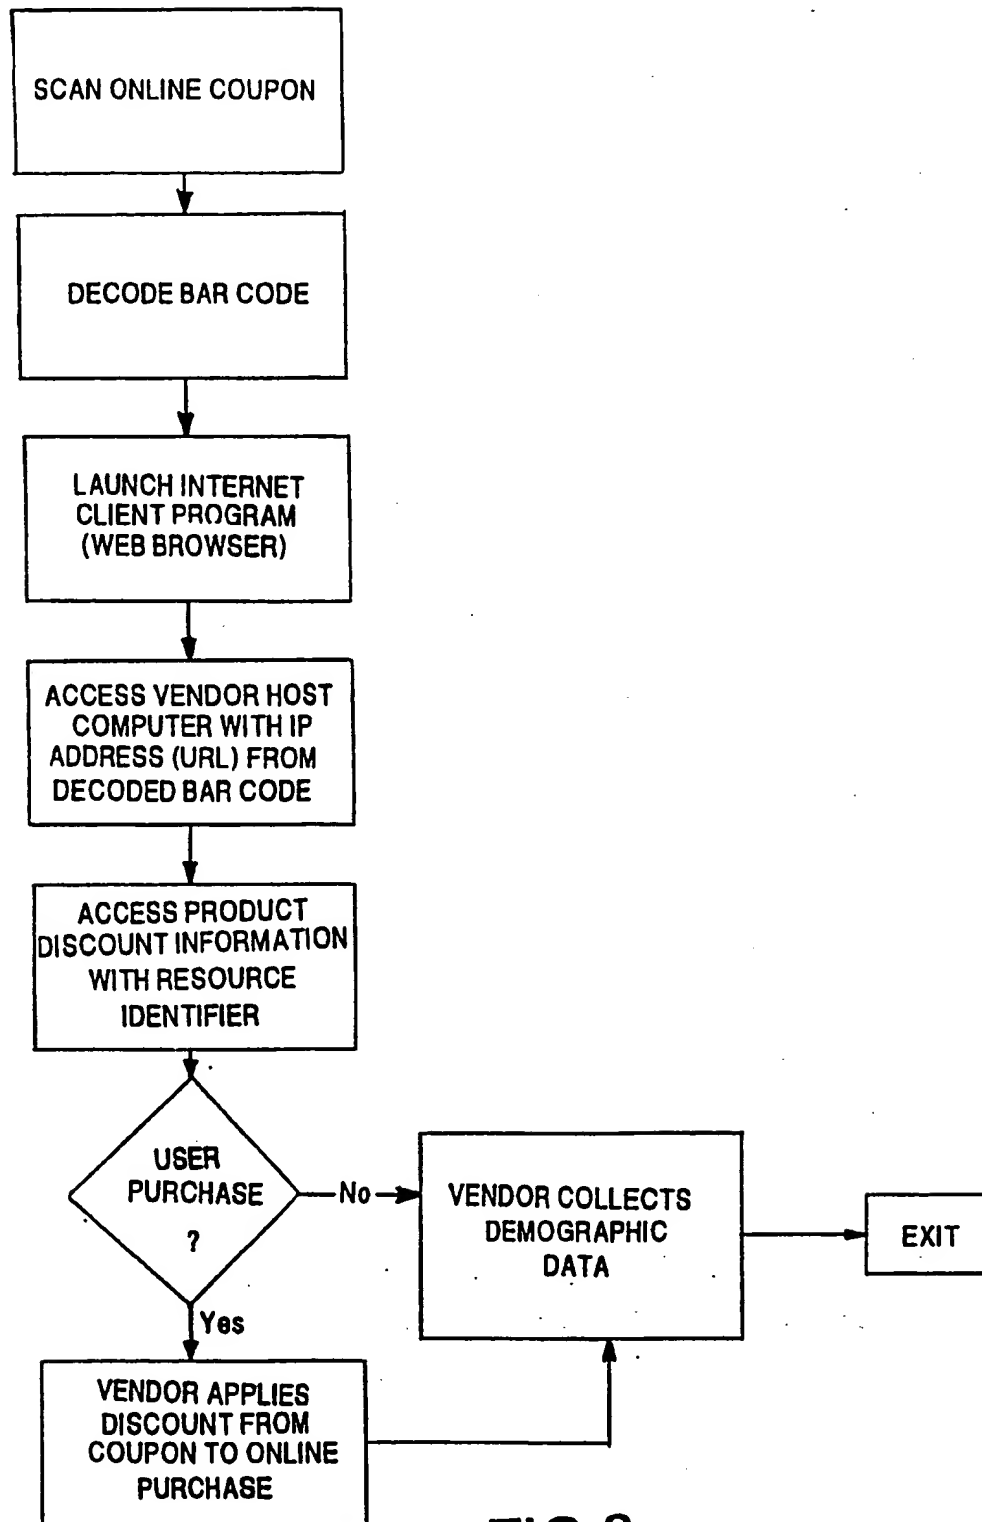 SCAN ONLINE COUPON
DECODE BAR CODE
LAUNCH INTERNET
CLIENT PROGRAM
(WEB BROWSER)
ACCESS VENDOR HOST
COMPUTER WITH IP
ADDRESS (URL) FROM
DECODED BAR CODE
ACCESS PRODUCT
DISCOUNT INFORMATION
WITH RESOURCE
IDENTIFIER
USER
PURCHASE
?
No
VENDOR COLLECTS
DEMOGRAPHIC
DATA
EXIT
Yes
VENDOR APPLIES
DISCOUNT FROM
COUPON TO ONLINE
PURCHASE